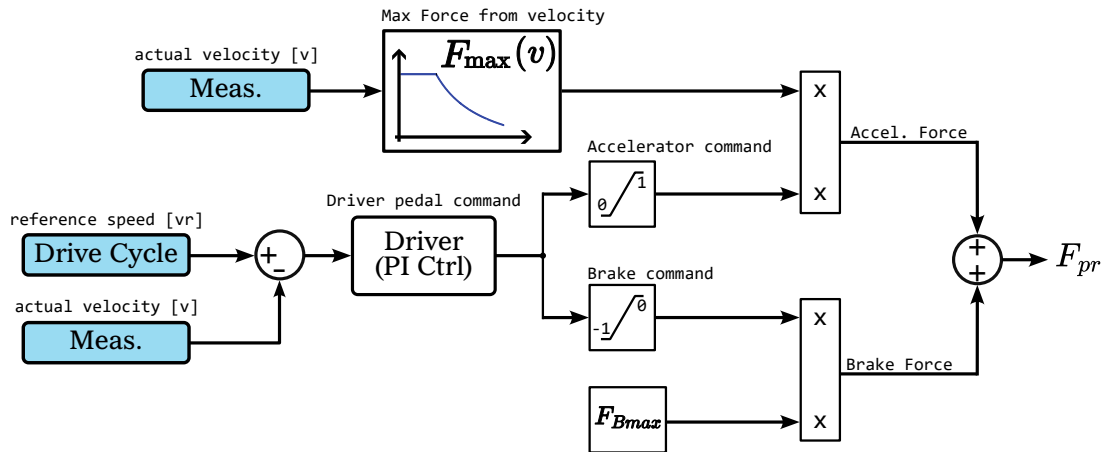 Max Force from velocity
actual velocity [v]
Meas.
F_max(v)
x
x
Accel. Force
Accelerator command
0 1
reference speed [vr]
Drive Cycle
+
-
Driver pedal command
Driver
(PI Ctrl)
+
+
F_pr
Brake command
-1 0
actual velocity [v]
Meas.
x
x
Brake Force
F_Bmax